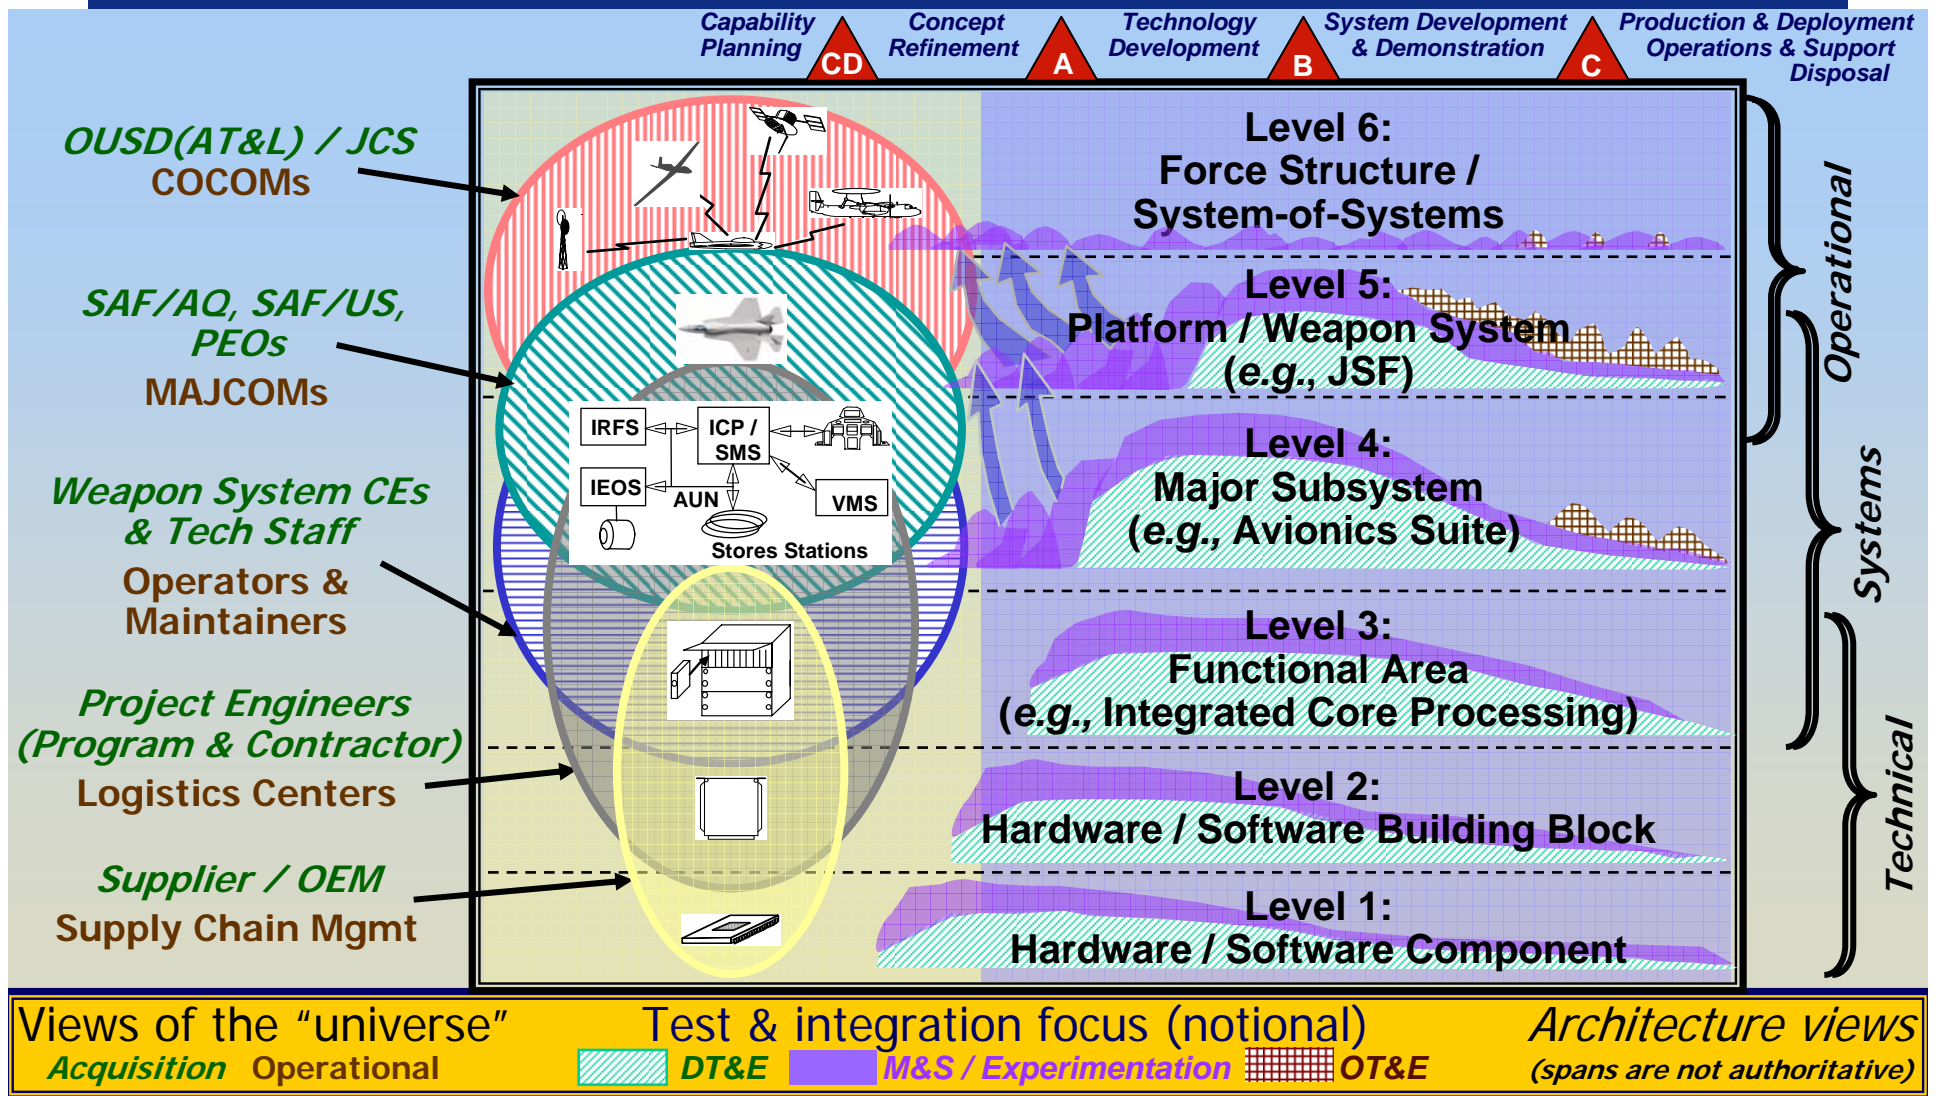 Capability
Planning
CD
Concept
Refinement
A
Technology
Development
B
System Development
& Demonstration
C
Production & Deployment
Operations & Support
Disposal
OUSD(AT&L) / JCS
COCOMs
SAF/AQ, SAF/US,
PEOs
MAJCOMs
Weapon System CEs
& Tech Staff
Operators &
Maintainers
Project Engineers
(Program & Contractor)
Logistics Centers
Supplier / OEM
Supply Chain Mgmt
IRFS
ICP /
SMS
IEOS
AUN
VMS
Stores Stations
Level 6:
Force Structure /
System-of-Systems
Level 5:
Platform / Weapon System
(e.g., JSF)
Level 4:
Major Subsystem
(e.g., Avionics Suite)
Level 3:
Functional Area
(e.g., Integrated Core Processing)
Level 2:
Hardware / Software Building Block
Level 1:
Hardware / Software Component
Operational
Systems
Technical
Views of the “universe”
Acquisition Operational
Test & integration focus (notional)
DT&E M&S / Experimentation OT&E
Architecture views
(spans are not authoritative)